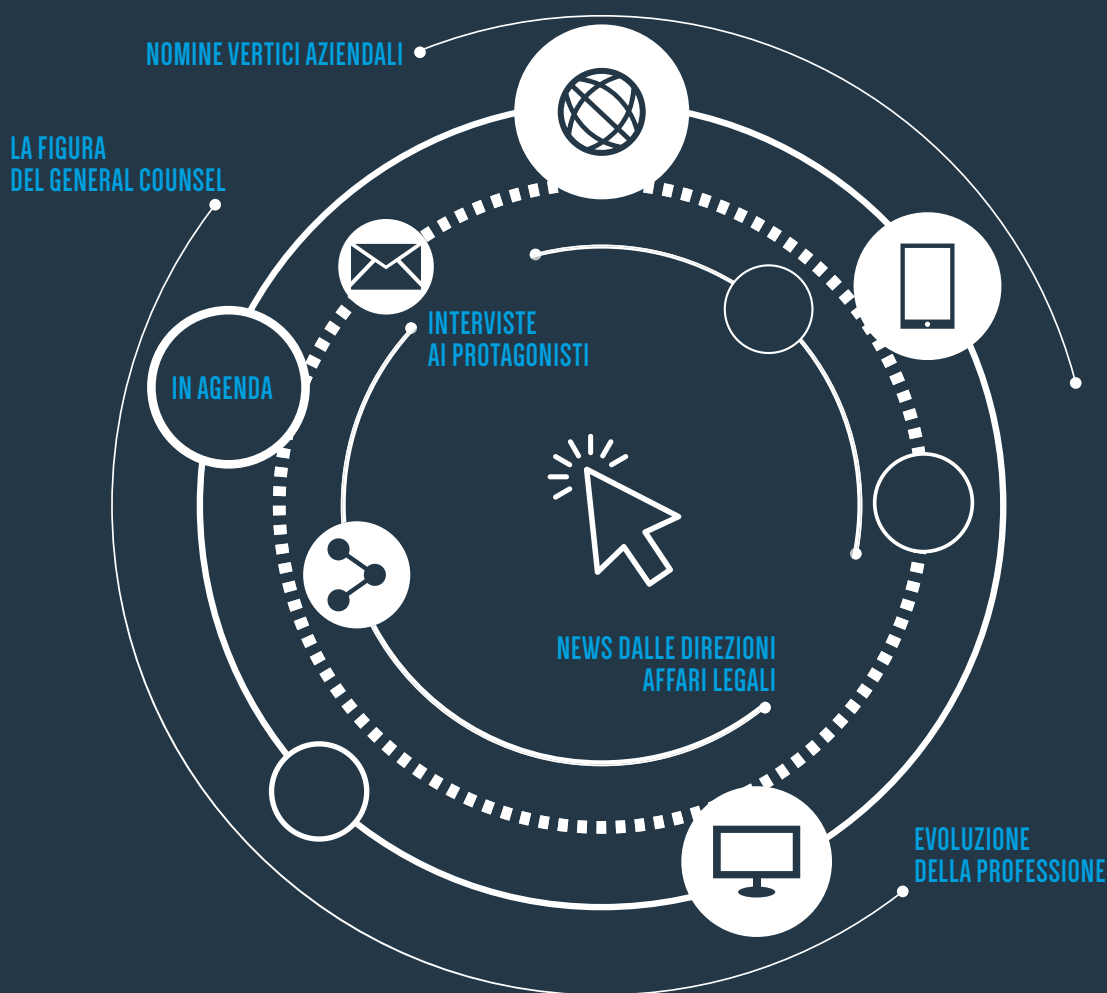 NOMINE VERTICI AZIENDALI
LA FIGURA
DEL GENERAL COUNSEL
INTERVISTE
AI PROTAGONISTI
IN AGENDA
NEWS DALLE DIREZIONI
AFFARI LEGALI
EVOLUZIONE
DELLA PROFESSIONE